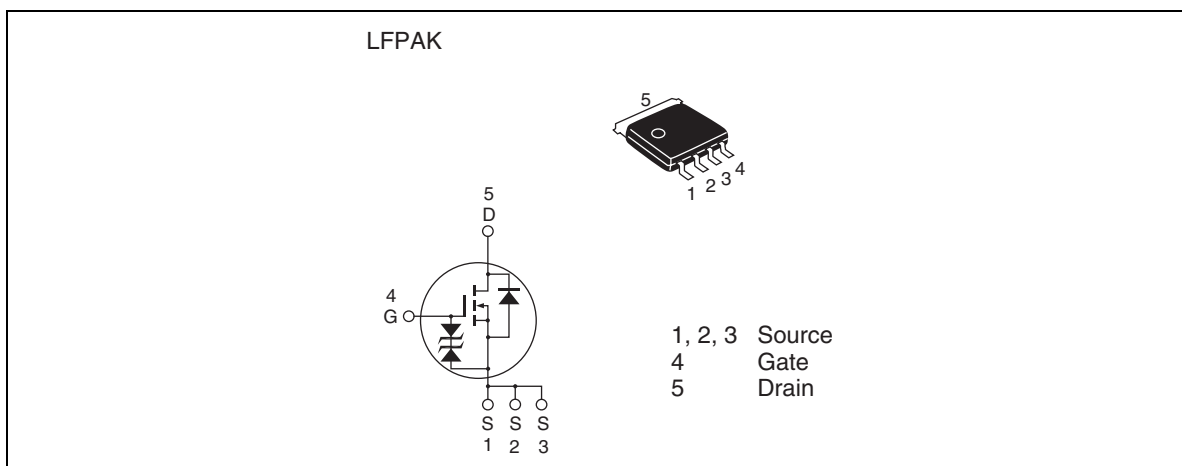 LFPAK
5
1 2 3 4
5
D
4
G
1, 2, 3 Source
4 Gate
5 Drain
S S S
1 2 3